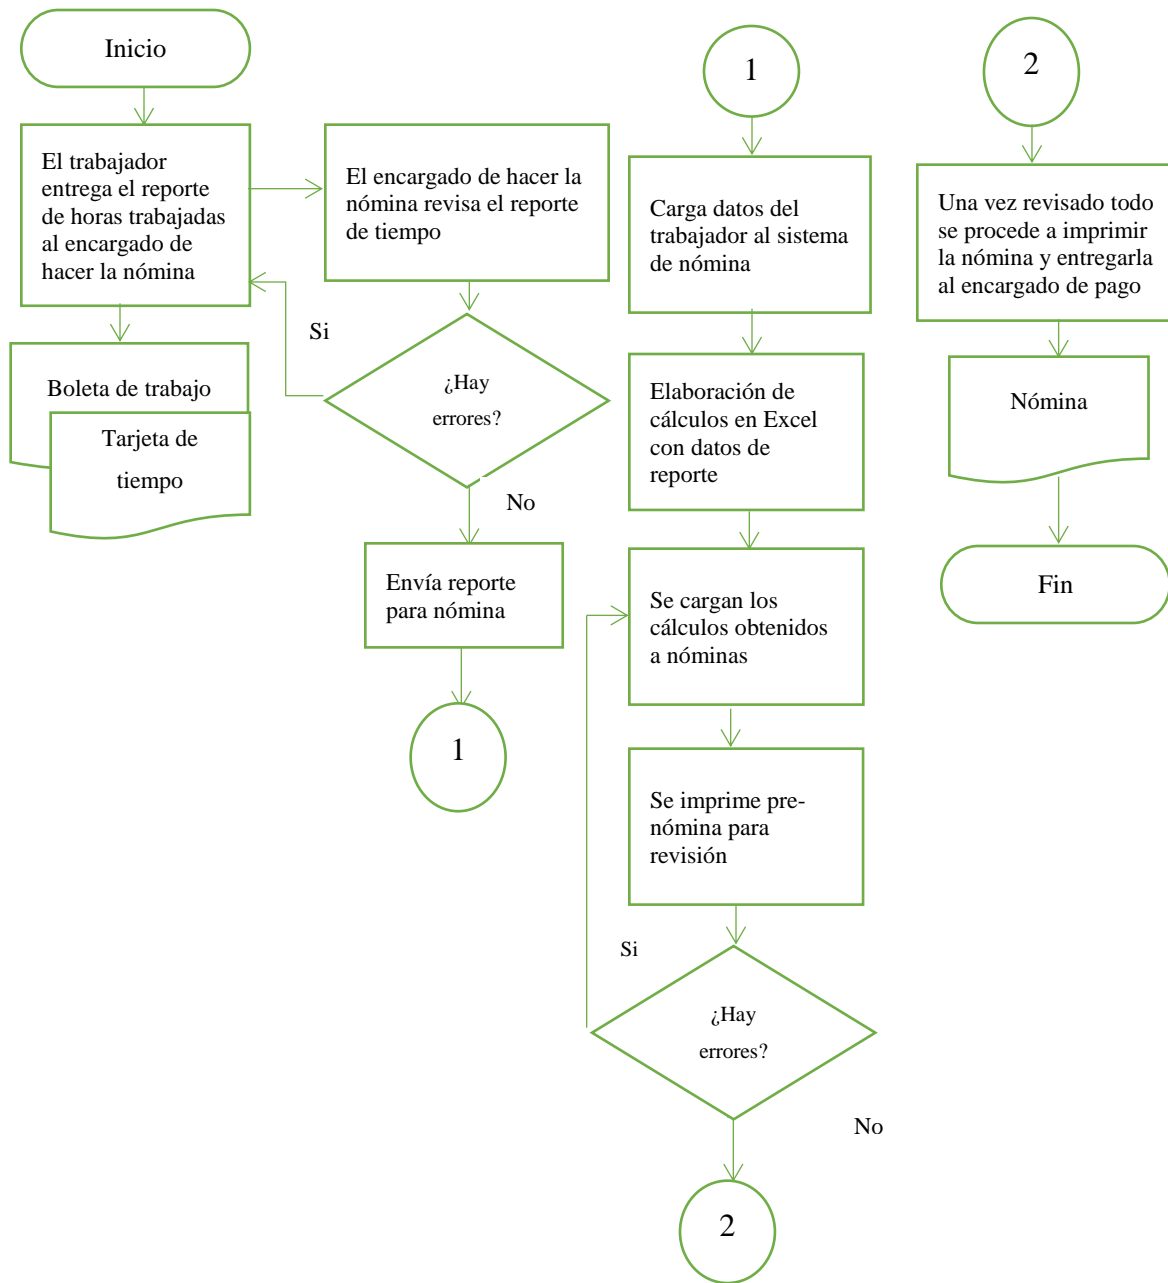 Inicio
El trabajador
entrega el reporte
de horas trabajadas
al encargado de
hacer la nómina
Boleta de trabajo
Tarjeta de
tiempo
El encargado de hacer la
nómina revisa el reporte
de tiempo
Si
¿Hay
errores?
No
Envía reporte
para nómina
1
1
Carga datos del
trabajador al sistema
de nómina
Elaboración de
cálculos en Excel
con datos de
reporte
Se cargan los
cálculos obtenidos
a nóminas
Se imprime pre-
nómina para
revisión
Si
¿Hay
errores?
No
2
2
Una vez revisado todo
se procede a imprimir
la nómina y entregarla
al encargado de pago
Nómina
Fin